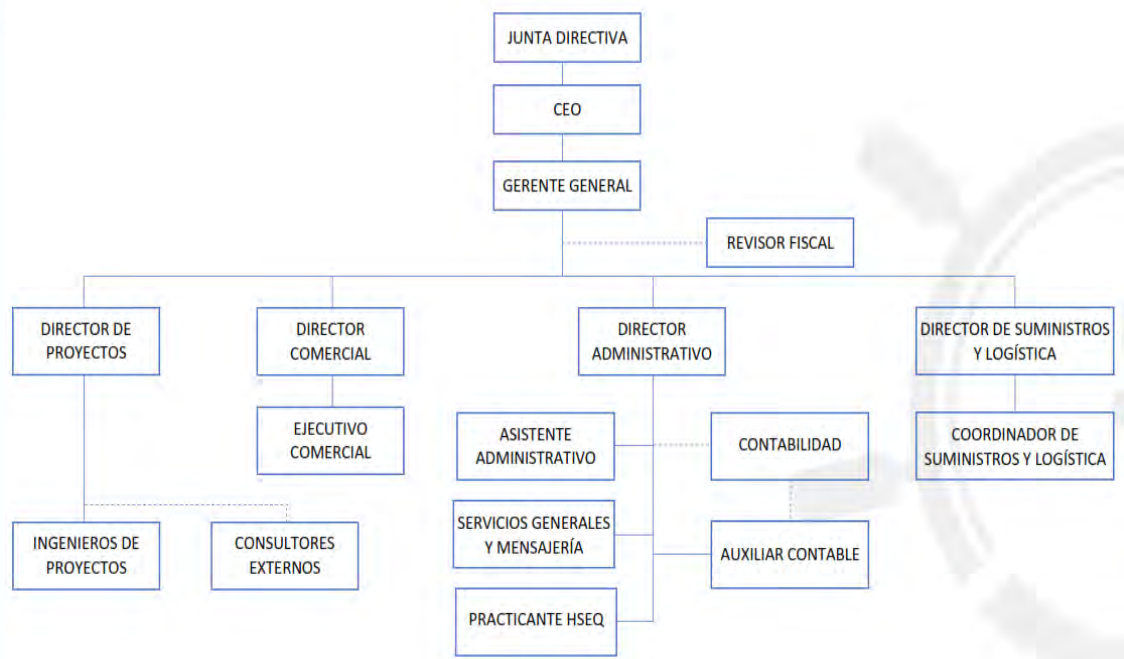 JUNTA DIRECTIVA
CEO
GERENTE GENERAL
REVISOR FISCAL
DIRECTOR DE
PROYECTOS
DIRECTOR
COMERCIAL
DIRECTOR
ADMINISTRATIVO
DIRECTOR DE SUMINISTROS
Y LOGÍSTICA
EJECUTIVO
COMERCIAL
ASISTENTE
ADMINISTRATIVO
CONTABILIDAD
COORDINADOR DE
SUMINISTROS Y LOGÍSTICA
INGENIEROS DE
PROYECTOS
CONSULTORES
EXTERNOS
SERVICIOS GENERALES
Y MENSAJERÍA
AUXILIAR CONTABLE
PRACTICANTE HSEQ